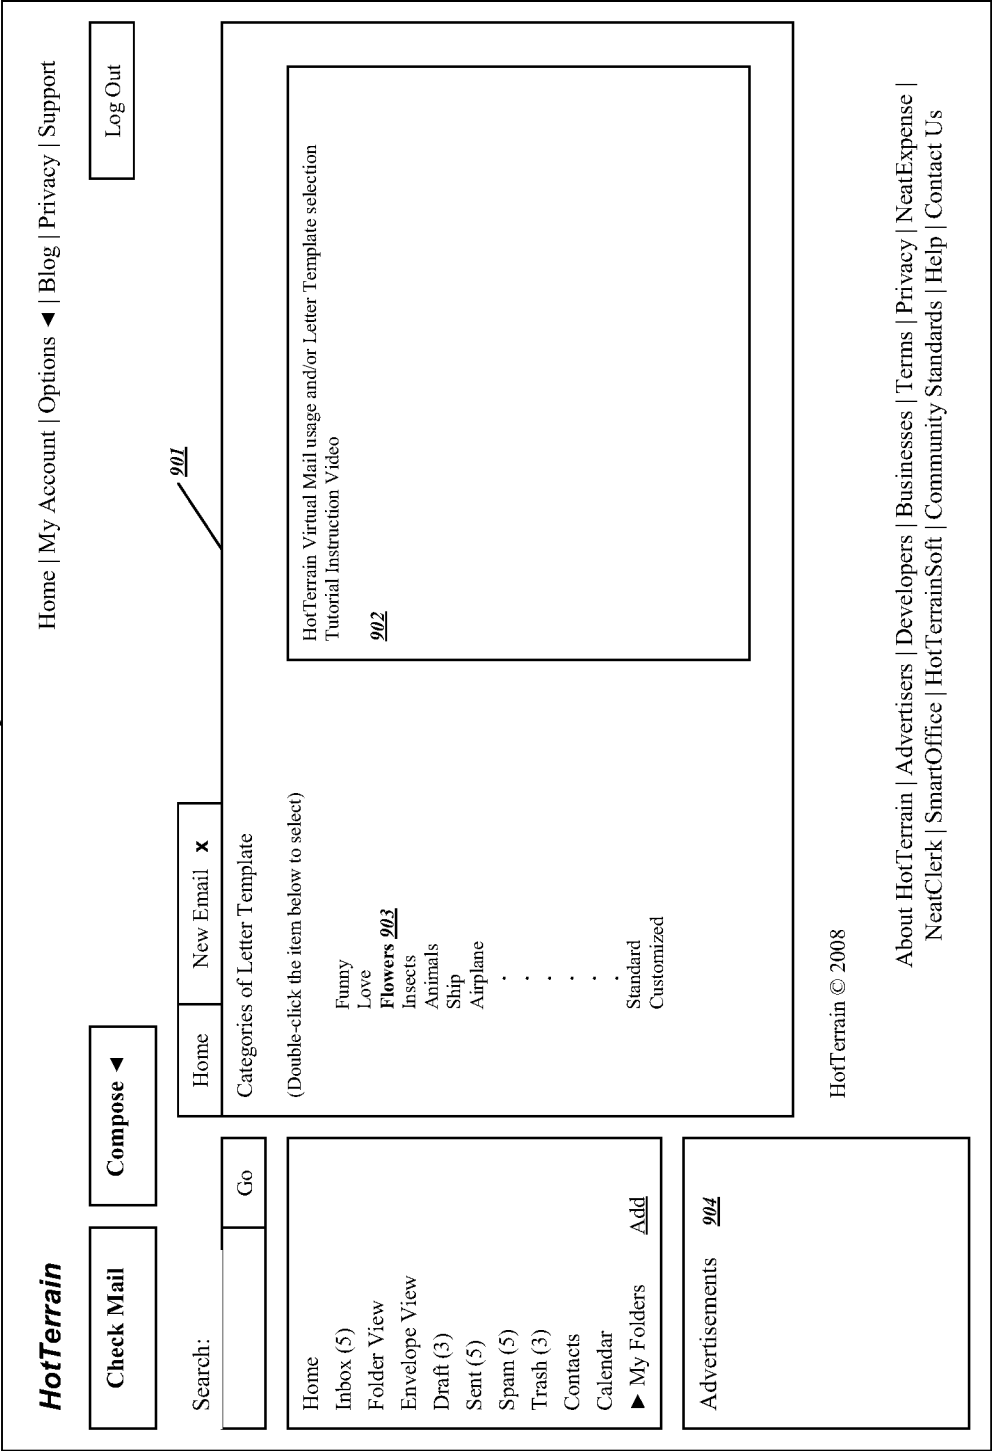 HotTerrain
Home | My Account | Options ◄ | Blog | Privacy | Support
Check Mail
Compose ◄
Log Out
Search:
Go
Home
New Email x
901
Home
Inbox (5)
Folder View
Envelope View
Draft (3)
Sent (5)
Spam (5)
Trash (3)
Contacts
Calendar
► My Folders Add
Advertisements 904
Categories of Letter Template
(Double-click the item below to select)
Funny
Love
Flowers 903
Insects
Animals
Ship
Airplane
.
.
.
.
.
.
Standard
Customized
HotTerrain Virtual Mail usage and/or Letter Template selection
Tutorial Instruction Video
902
HotTerrain © 2008
About HotTerrain | Advertisers | Developers | Businesses | Terms | Privacy | NeatExpense |
NeatClerk | SmartOffice | HotTerrainSoft | Community Standards | Help | Contact Us